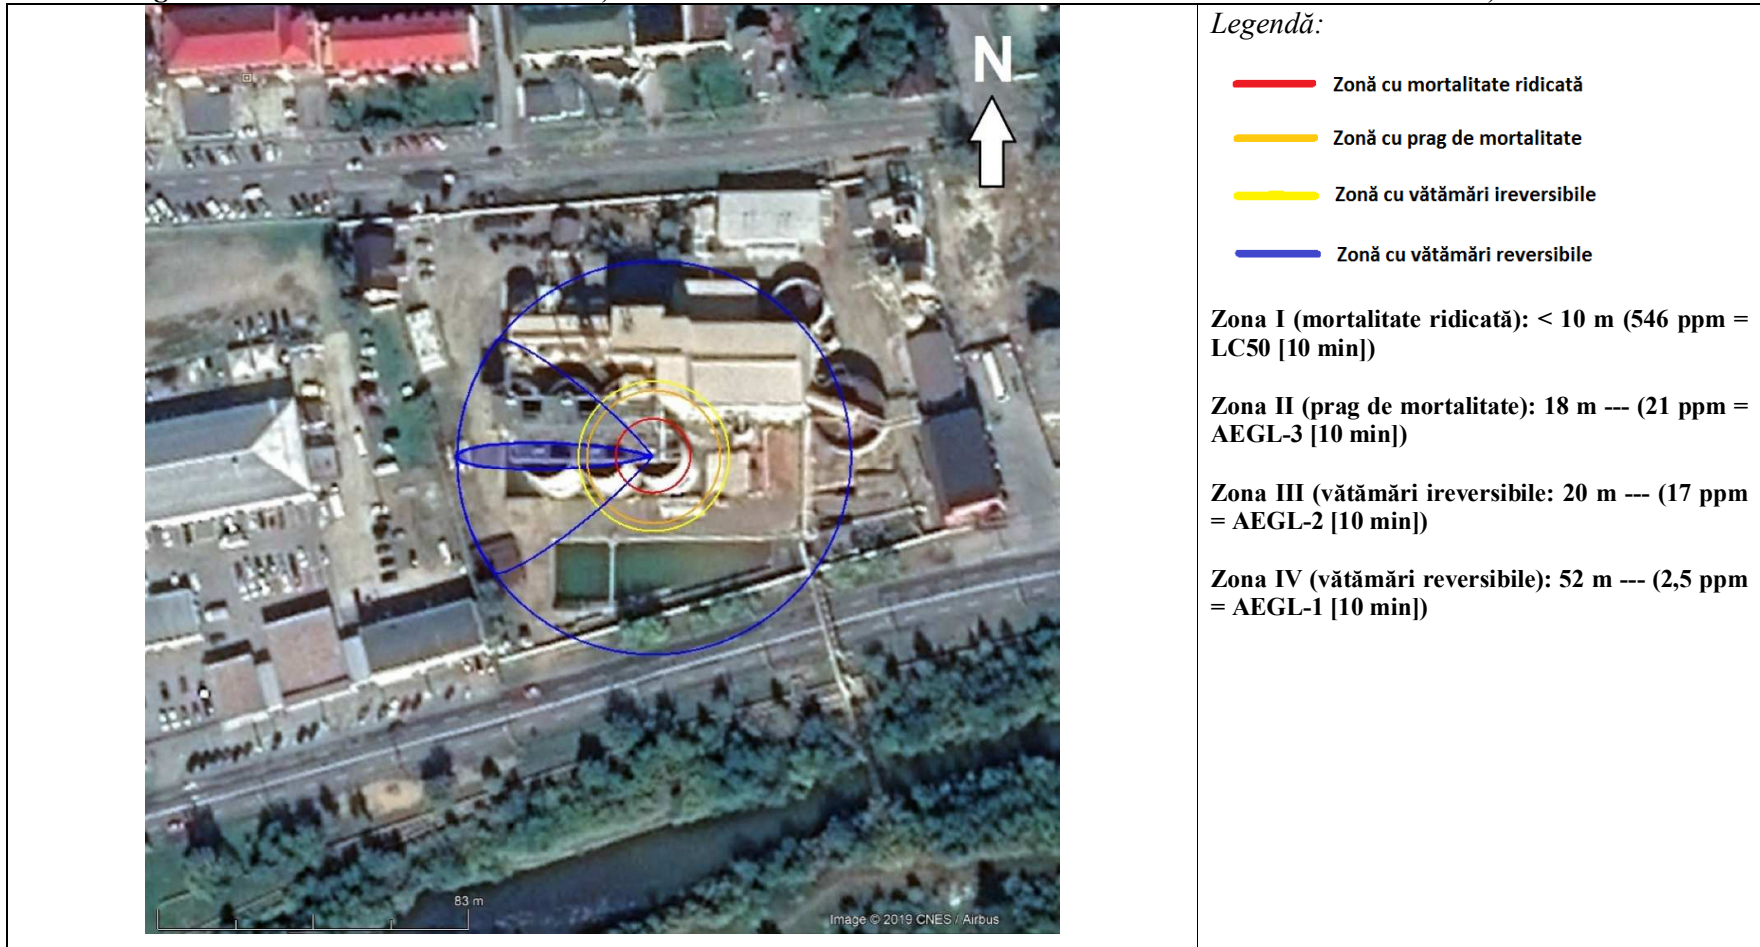 Legendă:
N
Zonă cu mortalitate ridicată
Zonă cu prag de mortalitate
Zonă cu vătămări ireversibile
Zonă cu vătămări reversibile
Zona I (mortalitate ridicată): < 10 m (546 ppm =
LC50 [10 min])
Zona II (prag de mortalitate): 18 m --- (21 ppm =
AEGL-3 [10 min])
Zona III (vătămări ireversibile: 20 m --- (17 ppm
= AEGL-2 [10 min])
Zona IV (vătămări reversibile): 52 m --- (2,5 ppm
= AEGL-1 [10 min])
83 m
Image © 2019 CNES / Airbus